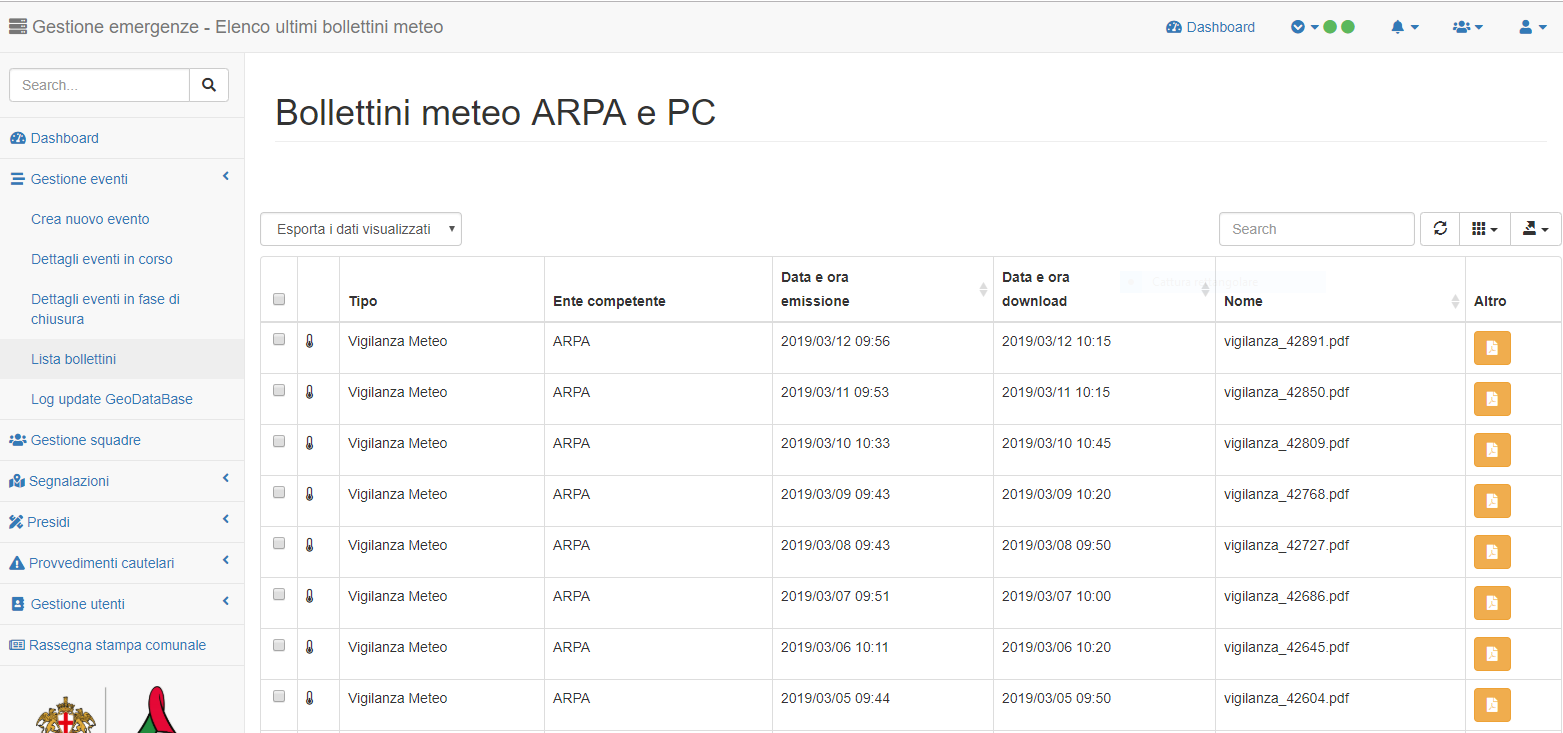 Gestione emergenze - Elenco ultimi bollettini meteo
Dashboard
Search...
Dashboard
Gestione eventi
Crea nuovo evento
Dettagli eventi in corso
Dettagli eventi in fase di
chiusura
Lista bollettini
Log update GeoDataBase
Gestione squadre
Segnalazioni
Presidi
Provvedimenti cautelari
Gestione utenti
Rassegna stampa comunale
Bollettini meteo ARPA e PC
Esporta i dati visualizzati
Search
Tipo Ente competente Data e ora emissione Data e ora download Nome Altro
Vigilanza Meteo ARPA 2019/03/12 09:56 2019/03/12 10:15 vigilanza_42891.pdf
Vigilanza Meteo ARPA 2019/03/11 09:53 2019/03/11 10:15 vigilanza_42850.pdf
Vigilanza Meteo ARPA 2019/03/10 10:33 2019/03/10 10:45 vigilanza_42809.pdf
Vigilanza Meteo ARPA 2019/03/09 09:43 2019/03/09 10:20 vigilanza_42768.pdf
Vigilanza Meteo ARPA 2019/03/08 09:43 2019/03/08 09:50 vigilanza_42727.pdf
Vigilanza Meteo ARPA 2019/03/07 09:51 2019/03/07 10:00 vigilanza_42686.pdf
Vigilanza Meteo ARPA 2019/03/06 10:11 2019/03/06 10:20 vigilanza_42645.pdf
Vigilanza Meteo ARPA 2019/03/05 09:44 2019/03/05 09:50 vigilanza_42604.pdf